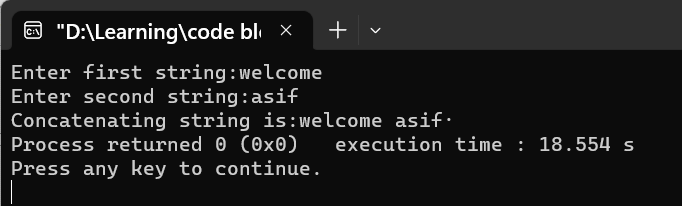 "D:\Learning\code blo
Enter first string:welcome
Enter second string:asif
Concatenating string is:welcome asif·
Process returned 0 (0x0)   execution time : 18.554 s
Press any key to continue.